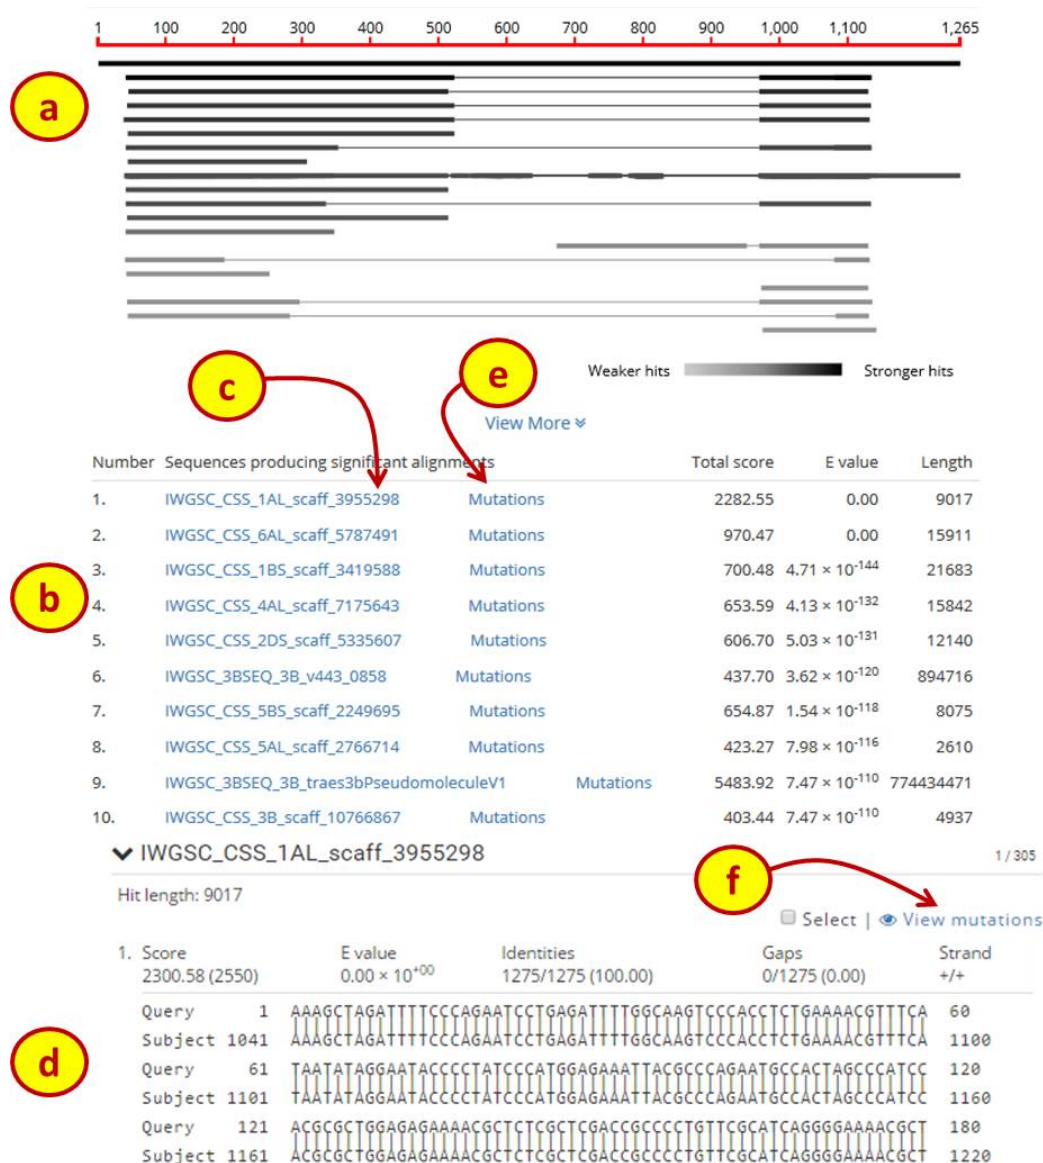 1 100 200 300 400 500 600 700 800 900 1,000 1,100 1,265
a
Weaker hits Stronger hits
c
e
View More
Number Sequences producing significant alignments Total score E value Length
1. IWGSC_CSS_1AL_scaff_3955298 Mutations 2282.55 0.00 9017
2. IWGSC_CSS_6AL_scaff_5787491 Mutations 970.47 0.00 15911
3. IWGSC_CSS_1BS_scaff_3419588 Mutations 700.48 4.71 × 10⁻¹⁴⁴ 21683
b
4. IWGSC_CSS_4AL_scaff_7175643 Mutations 653.59 4.13 × 10⁻¹³² 15842
5. IWGSC_CSS_2DS_scaff_5335607 Mutations 606.70 5.03 × 10⁻¹³¹ 12140
6. IWGSC_3BSEQ_3B_v443_0858 Mutations 437.70 3.62 × 10⁻¹²⁰ 894716
7. IWGSC_CSS_5BS_scaff_2249695 Mutations 654.87 1.54 × 10⁻¹¹⁸ 8075
8. IWGSC_CSS_5AL_scaff_2766714 Mutations 423.27 7.98 × 10⁻¹¹⁶ 2610
9. IWGSC_3BSEQ_3B_traes3bPseudomoleculeV1 Mutations 5483.92 7.47 × 10⁻¹¹⁰ 774434471
10. IWGSC_CSS_3B_scaff_10766867 Mutations 403.44 7.47 × 10⁻¹¹⁰ 4937
IWGSC_CSS_1AL_scaff_3955298 1 / 305
f
Hit length: 9017
Select | View mutations
1. Score E value Identities Gaps Strand
2300.58 (2550) 0.00 × 10⁺⁰⁰ 1275/1275 (100.00) 0/1275 (0.00) +/+
Query 1 AAAGCTAGATTTTCCCAGAATCCTGAGATTTTGGCAAGTCCCACCTCTGAAAACGTTTCA 60
Subject 1041 AAAGCTAGATTTTCCCAGAATCCTGAGATTTTGGCAAGTCCCACCTCTGAAAACGTTTCA 1100
d
Query 61 TAATATAGGAATACCCCTATCCCATGGAGAAATTACGCCCAGAATGCCACTAGCCCATCC 120
Subject 1101 TAATATAGGAATACCCCTATCCCATGGAGAAATTACGCCCAGAATGCCACTAGCCCATCC 1160
Query 121 ACGCGCTGGAGAGAAAACGCTCTCGCTCGACCGCCCCTGTTCGCATCAGGGGAAAACGCT 180
Subject 1161 ACGCGCTGGAGAGAAAACGCTCTCGCTCGACCGCCCCTGTTCGCATCAGGGGAAAACGCT 1220